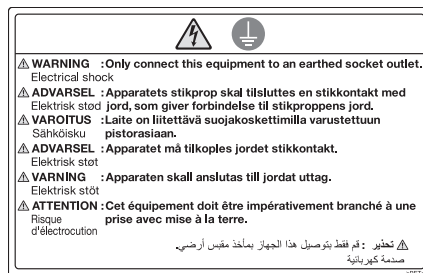 ⚠ WARNING : Only connect this equipment to an earthed socket outlet.
Electrical shock
⚠ ADVARSEL : Apparatets stikprop skal tilsluttes en stikkontakt med
Elektrisk stød jord, som giver forbindelse til stikproppens jord.
⚠ VAROITUS : Laite on liitettävä suojakoskettimilla varustettuun
Sähköisku pistorasiaan.
⚠ ADVARSEL : Apparatet må tilkoples jordet stikkontakt.
Elektrisk støt
⚠ VARNING : Apparaten skall anslutas till jordat uttag.
Elektrisk stöt
⚠ ATTENTION : Cet équipement doit être impérativement branché à une
Risque prise avec mise à la terre.
d'électrocution
⚠ تحذير : قم فقط بتوصيل هذا الجهاز بمأخذ مقبس أرضي.
صدمة كهربائية